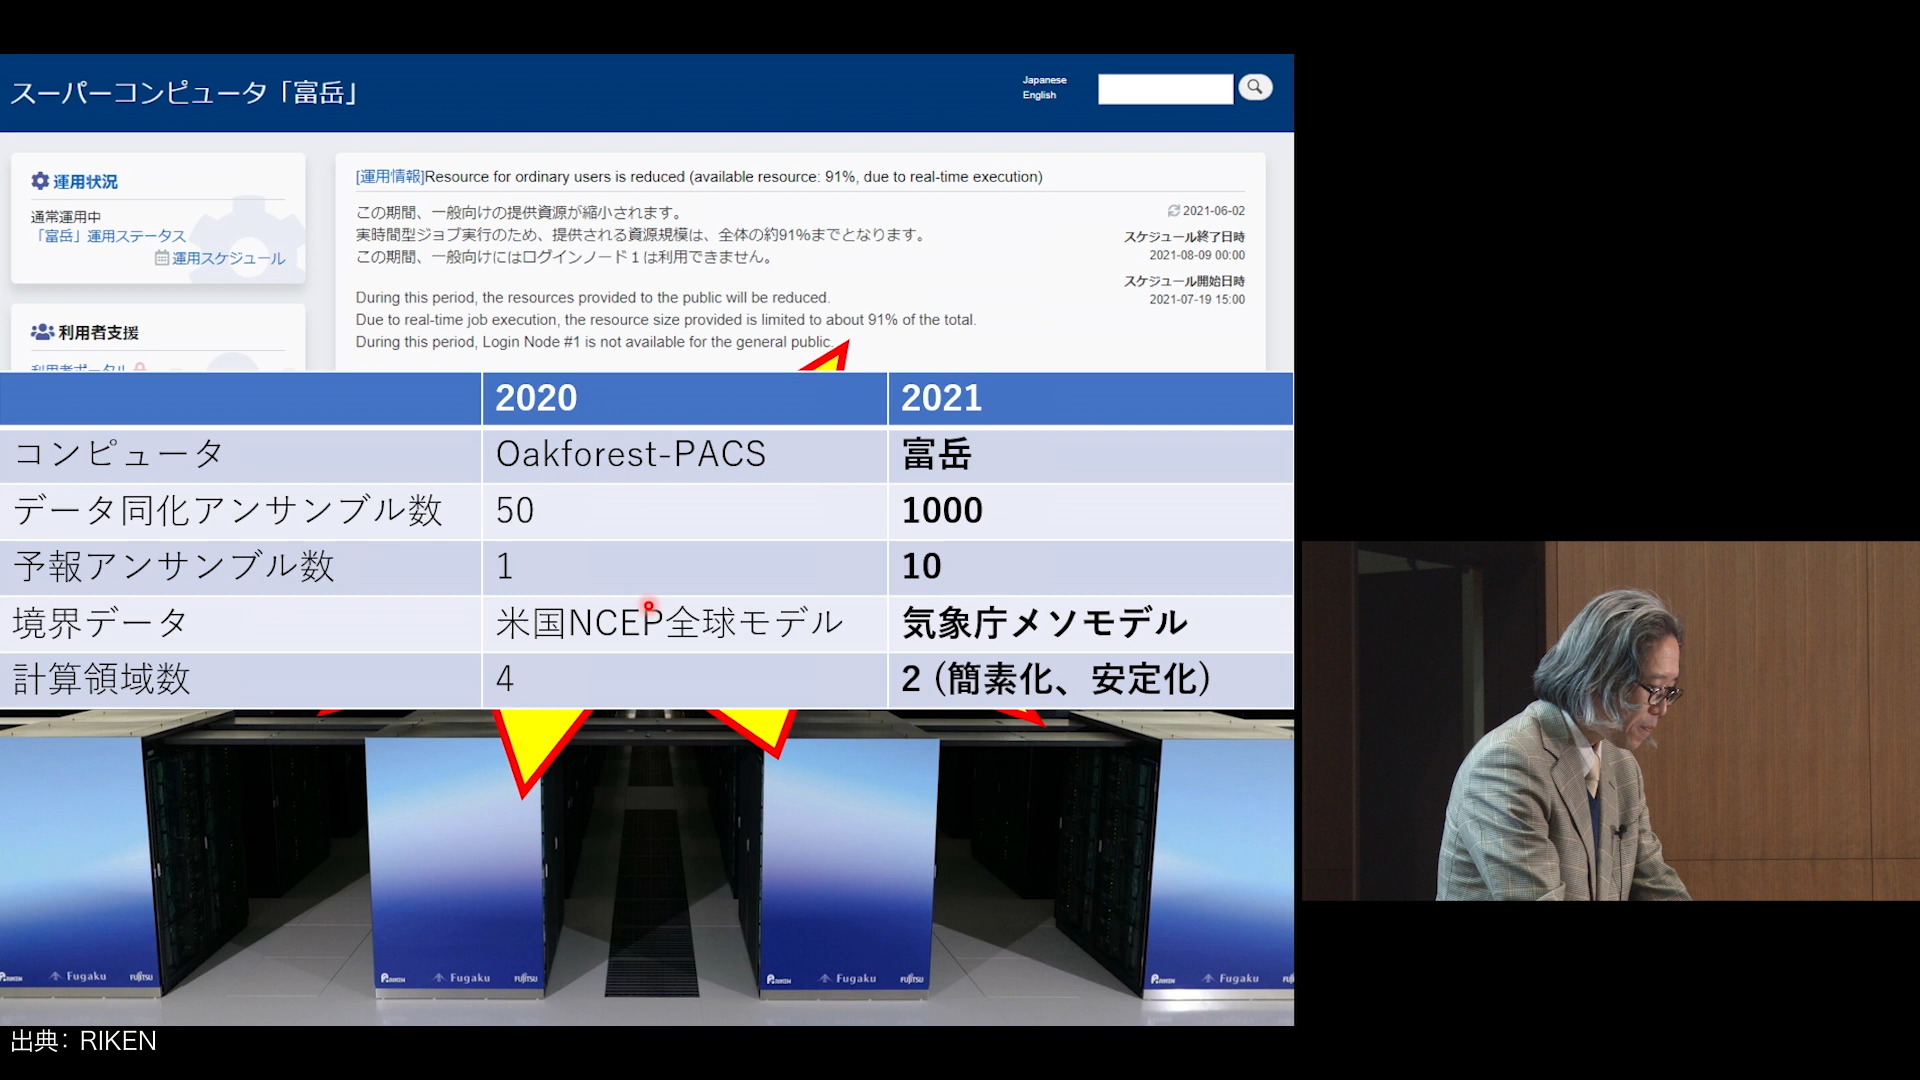 スーパーコンピュータ「富岳」
Japanese
English
運用状況
通常運用中
「富岳」運用ステータス
運用スケジュール
利用者支援
利用者ポータル
[運用情報]Resource for ordinary users is reduced (available resource: 91%, due to real-time execution)
この期間、一般向けの提供資源が縮小されます。
実時間型ジョブ実行のため、提供される資源規模は、全体の約91%までとなります。
この期間、一般向けにはログインノード1は利用できません。
During this period, the resources provided to the public will be reduced.
Due to real-time job execution, the resource size provided is limited to about 91% of the total.
During this period, Login Node #1 is not available for the general public.
2021-06-02
スケジュール終了日時
2021-08-09 00:00
スケジュール開始日時
2021-07-19 15:00
2020 2021
コンピュータ Oakforest-PACS 富岳
データ同化アンサンブル数 50 1000
予報アンサンブル数 1 10
境界データ 米国NCEP全球モデル 気象庁メソモデル
計算領域数 4 2 (簡素化、安定化)
RIKEN Fugaku FUJITSU
RIKEN Fugaku FUJITSU
RIKEN Fugaku FUJITSU
RIKEN Fugaku
出典：RIKEN